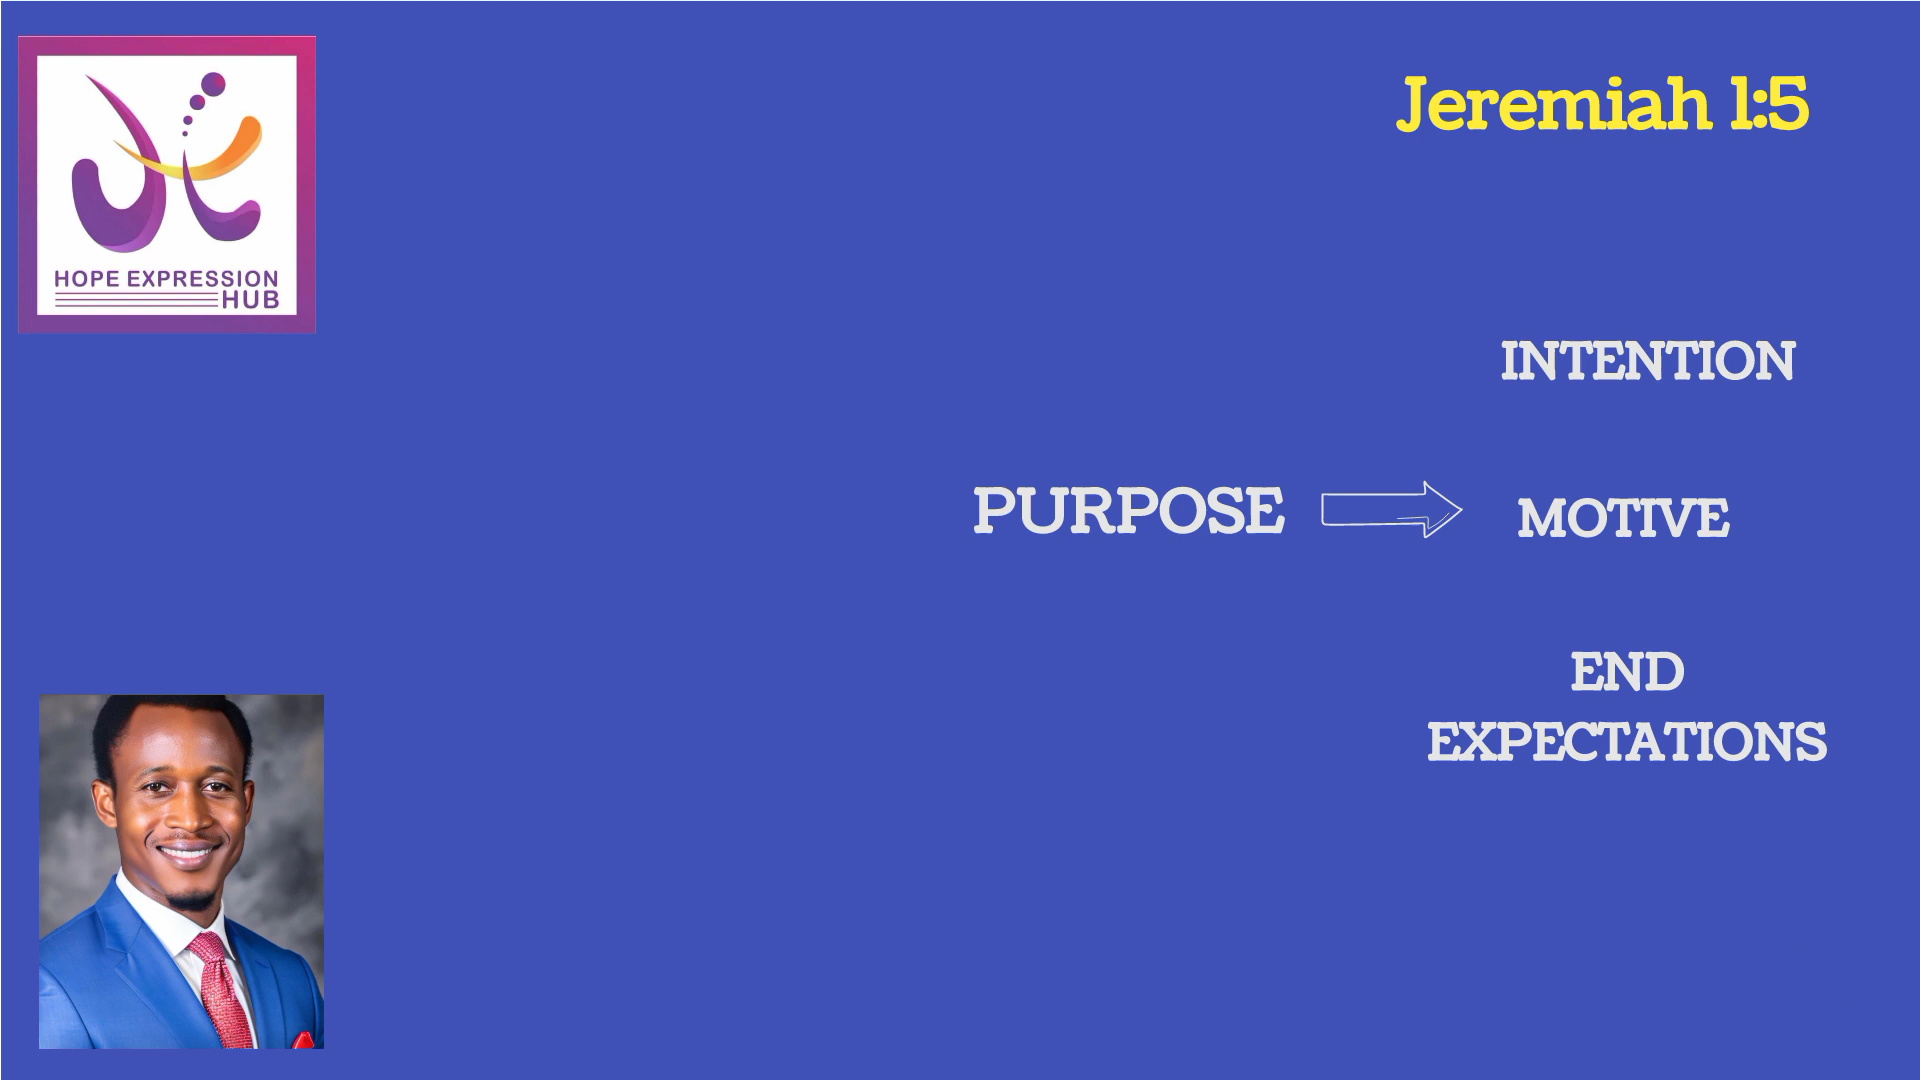 HOPE EXPRESSION
HUB
Jeremiah 1:5
INTENTION
PURPOSE
MOTIVE
END
EXPECTATIONS